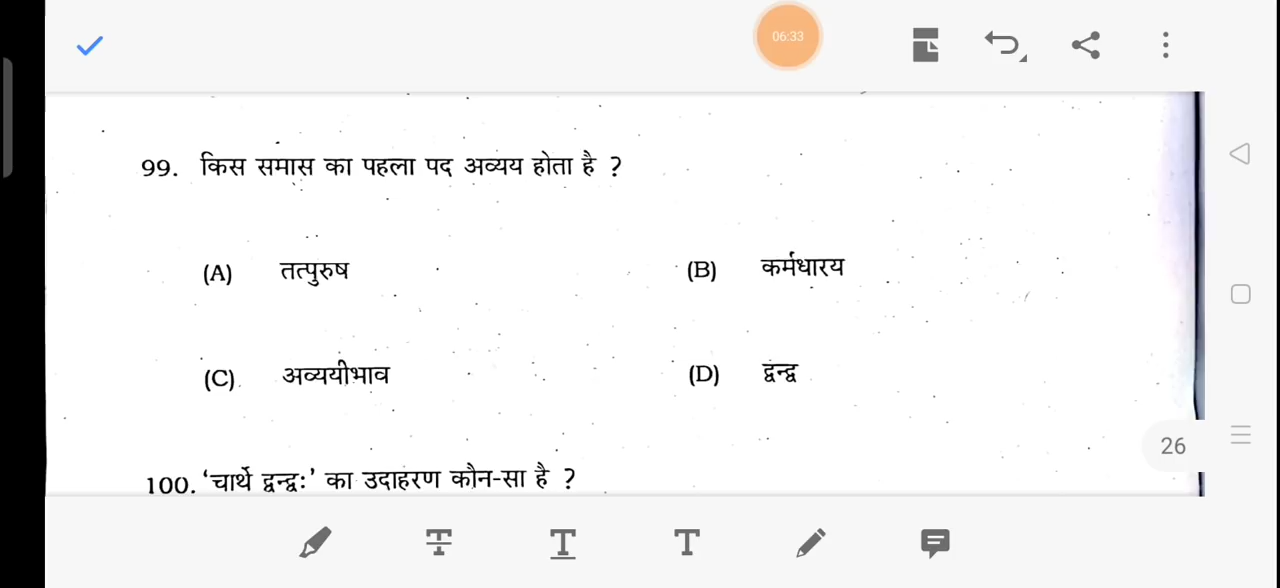 06:33
99. किस समास का पहला पद अव्यय होता है ?
(A) तत्पुरुष (B) कर्मधारय
(C) अव्ययीभाव (D) द्वन्द्व
26
100. ‘चार्थे द्वन्द्वः’ का उदाहरण कौन-सा है ?
T T T